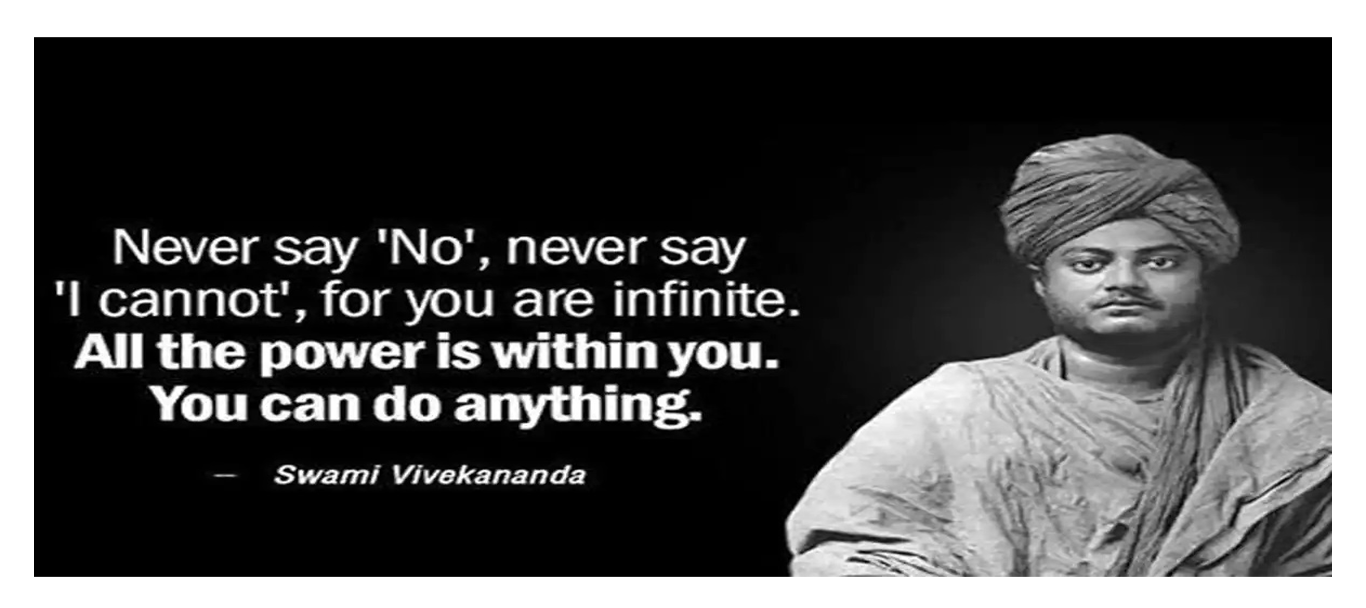 Never say 'No', never say
'I cannot', for you are infinite.
All the power is within you.
You can do anything.
— Swami Vivekananda